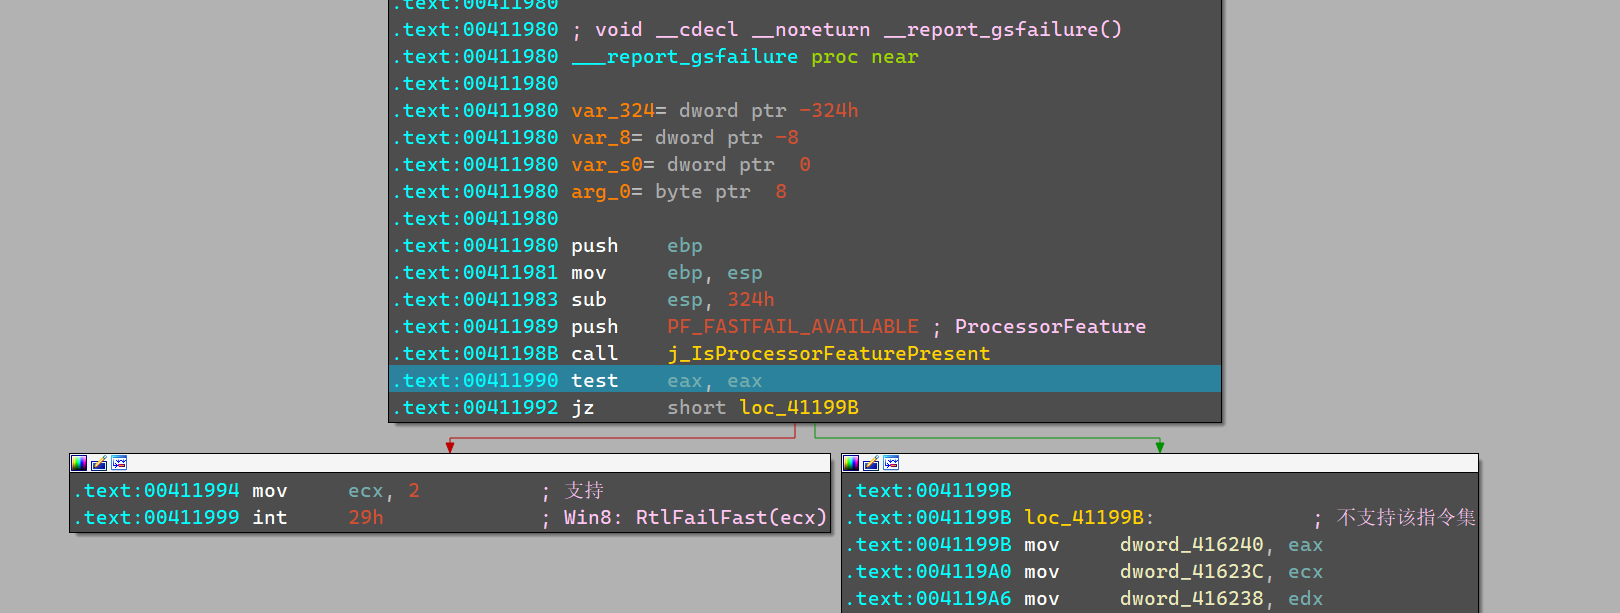 .text:00411980
.text:00411980 ; void __cdecl __noreturn __report_gsfailure()
.text:00411980 ___report_gsfailure proc near
.text:00411980
.text:00411980 var_324= dword ptr -324h
.text:00411980 var_8= dword ptr -8
.text:00411980 var_s0= dword ptr  0
.text:00411980 arg_0= byte ptr  8
.text:00411980
.text:00411980 push    ebp
.text:00411981 mov     ebp, esp
.text:00411983 sub     esp, 324h
.text:00411989 push    PF_FASTFAIL_AVAILABLE ; ProcessorFeature
.text:0041198B call    j_IsProcessorFeaturePresent
.text:00411990 test    eax, eax
.text:00411992 jz      short loc_41199B
.text:00411994 mov     ecx, 2          ; 支持
.text:00411999 int     29h             ; Win8: RtlFailFast(ecx)
.text:0041199B
.text:0041199B loc_41199B:             ; 不支持该指令集
.text:0041199B mov     dword_416240, eax
.text:004119A0 mov     dword_41623C, ecx
.text:004119A6 mov     dword_416238, edx